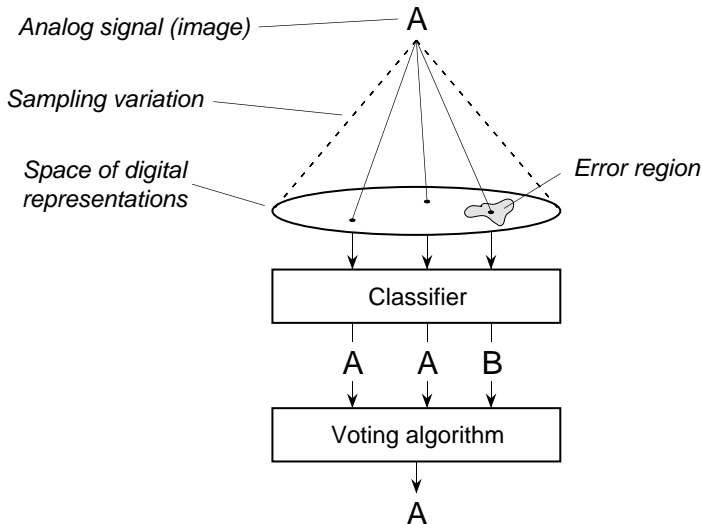 Analog signal (image)
A
Sampling variation
Space of digital
representations
Error region
Classifier
A A B
Voting algorithm
A